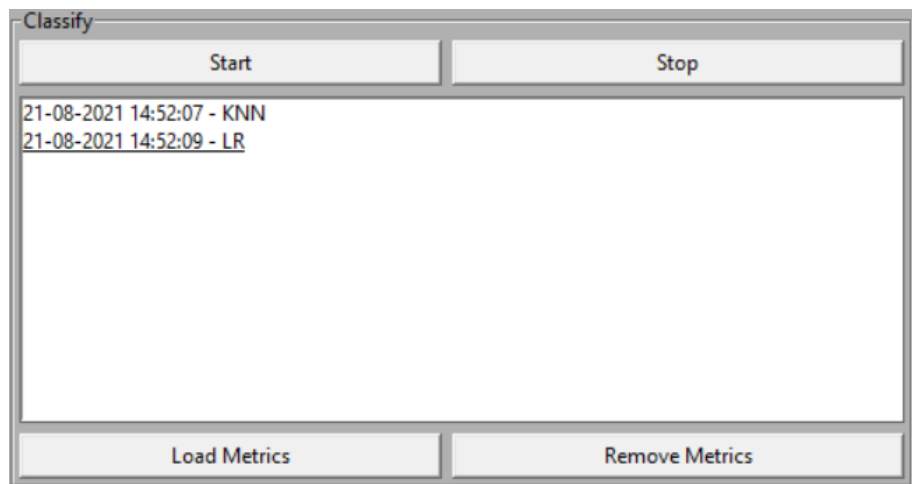 Classify
Start
Stop
21-08-2021 14:52:07 - KNN
21-08-2021 14:52:09 - LR
Load Metrics
Remove Metrics